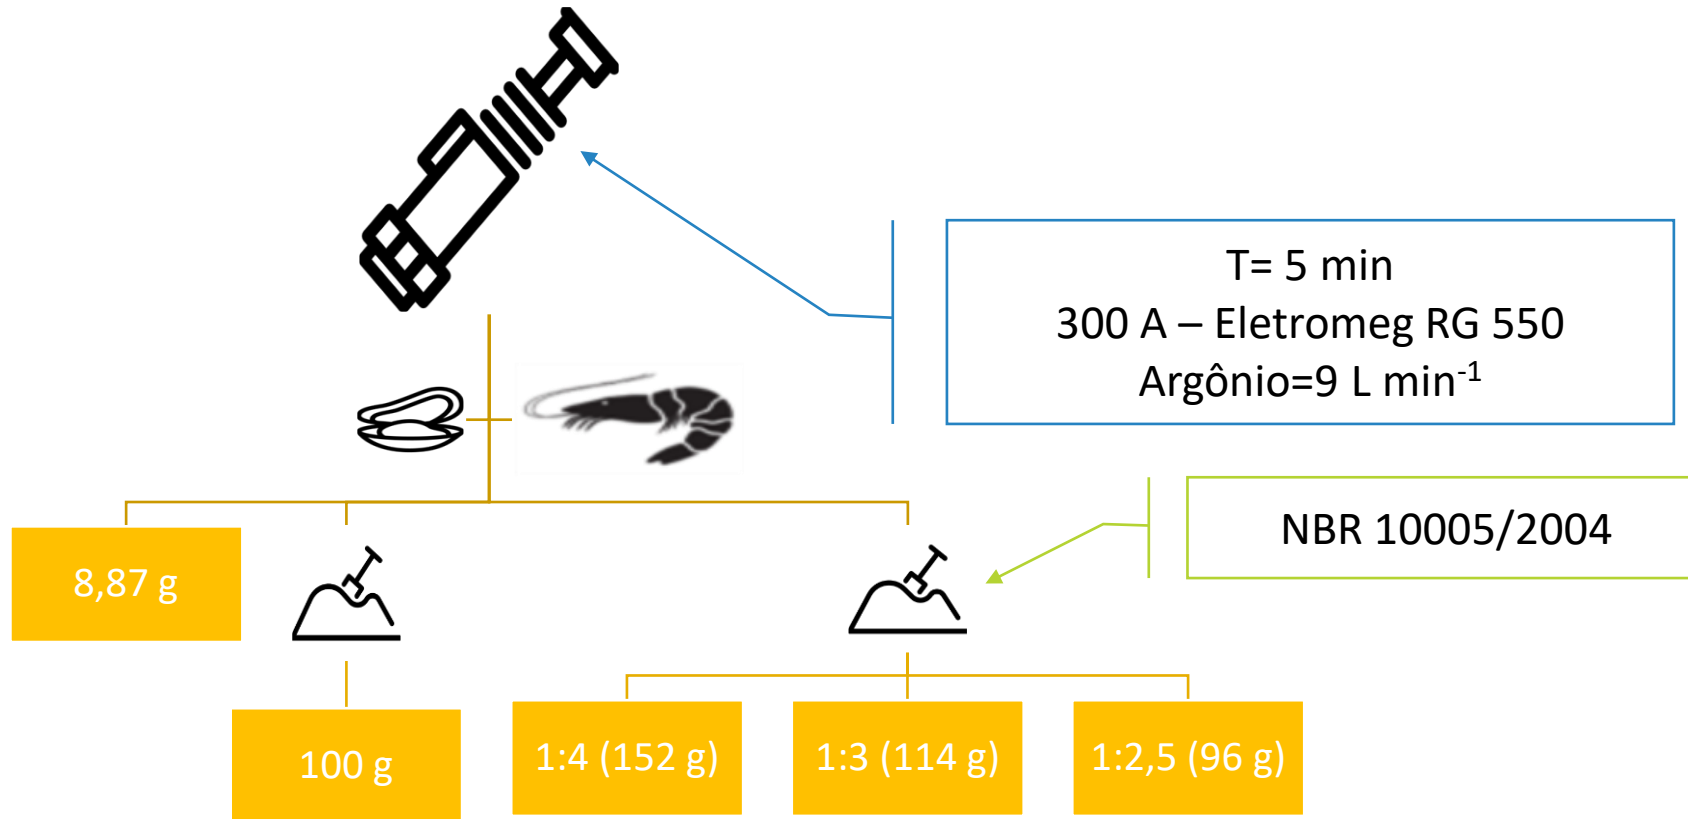 T= 5 min
300 A – Eletromeg RG 550
Argônio=9 L min⁻¹
NBR 10005/2004
8,87 g
100 g
1:4 (152 g)
1:3 (114 g)
1:2,5 (96 g)